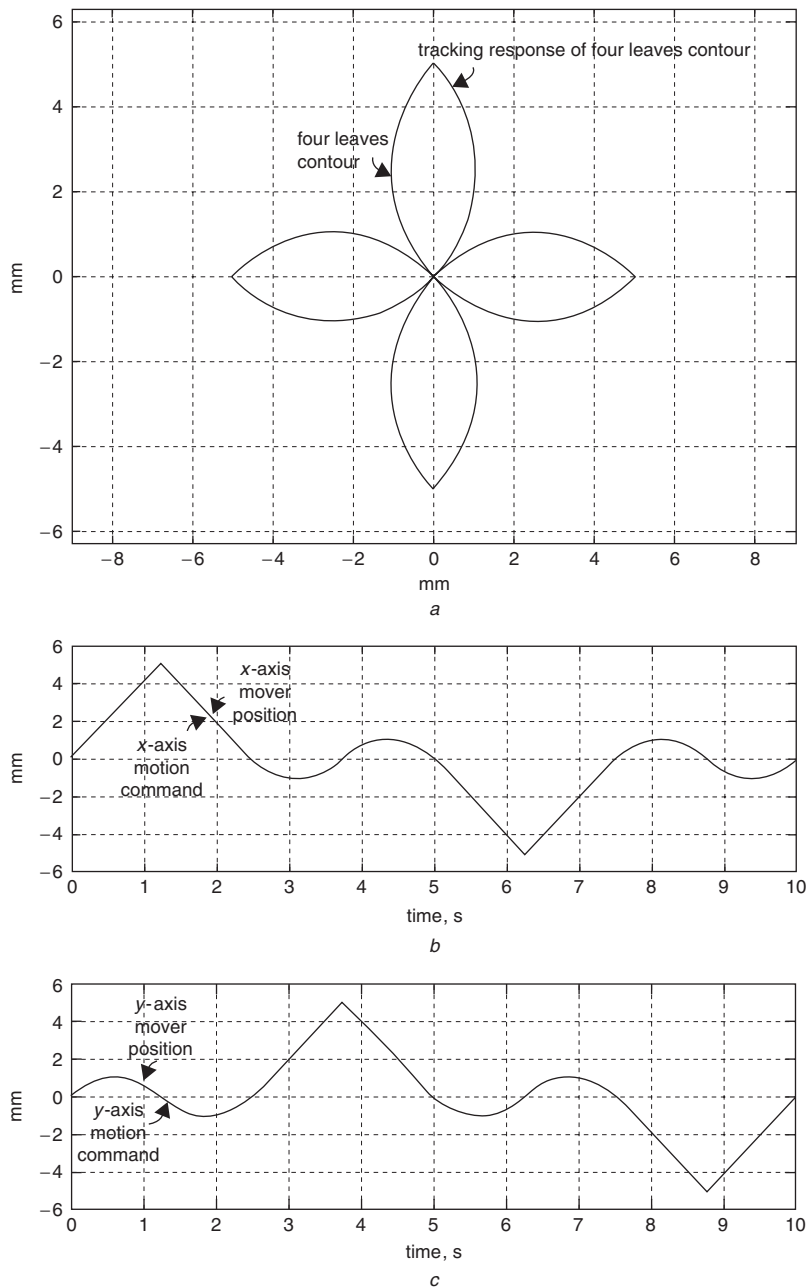 6
tracking response of four leaves contour
4
four leaves
contour
2
mm
0
−2
−4
−6
−8 −6 −4 −2 0 2 4 6 8
mm
a
6
x-axis
mover
position
4
2
mm
0
x-axis
motion
command
−2
−4
−6
0 1 2 3 4 5 6 7 8 9 10
time, s
b
6
y-axis
mover
position
4
2
mm
0
y-axis
motion
command
−2
−4
−6
0 1 2 3 4 5 6 7 8 9 10
time, s
c